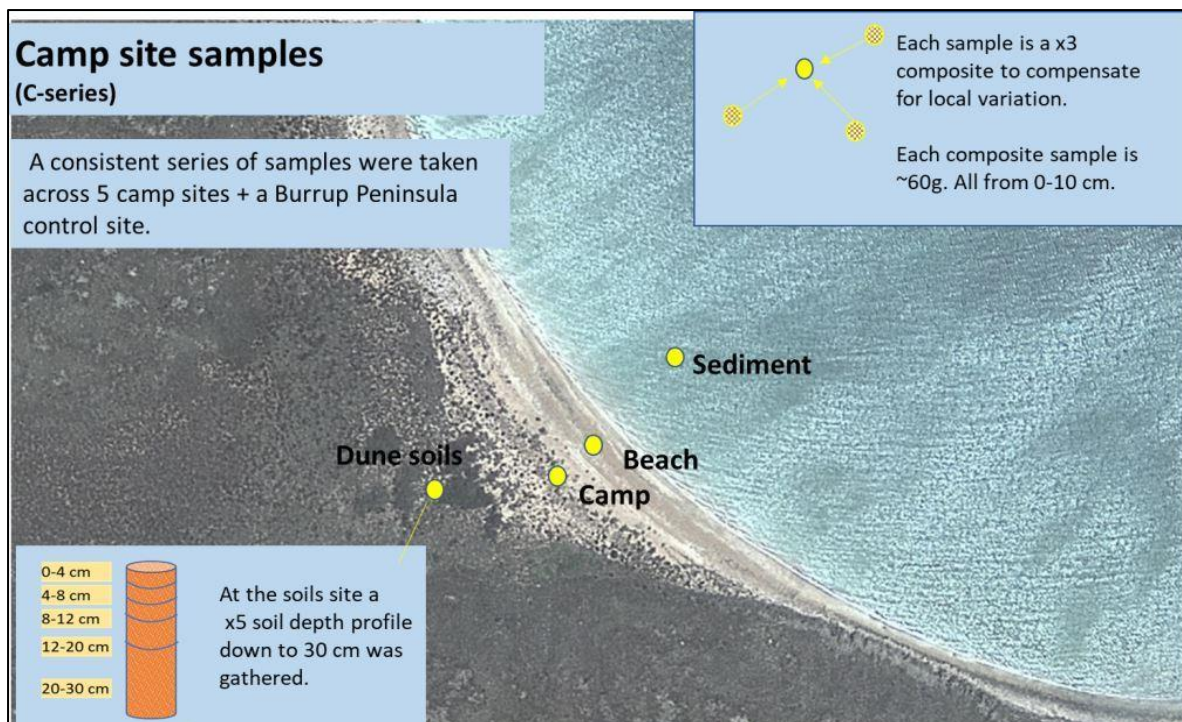 Camp site samples
(C-series)
A consistent series of samples were taken
across 5 camp sites + a Burrup Peninsula
control site.
Each sample is a x3
composite to compensate
for local variation.
Each composite sample is
~60g. All from 0-10 cm.
Sediment
Beach
Camp
Dune soils
0-4 cm
4-8 cm
8-12 cm
12-20 cm
20-30 cm
At the soils site a
x5 soil depth profile
down to 30 cm was
gathered.